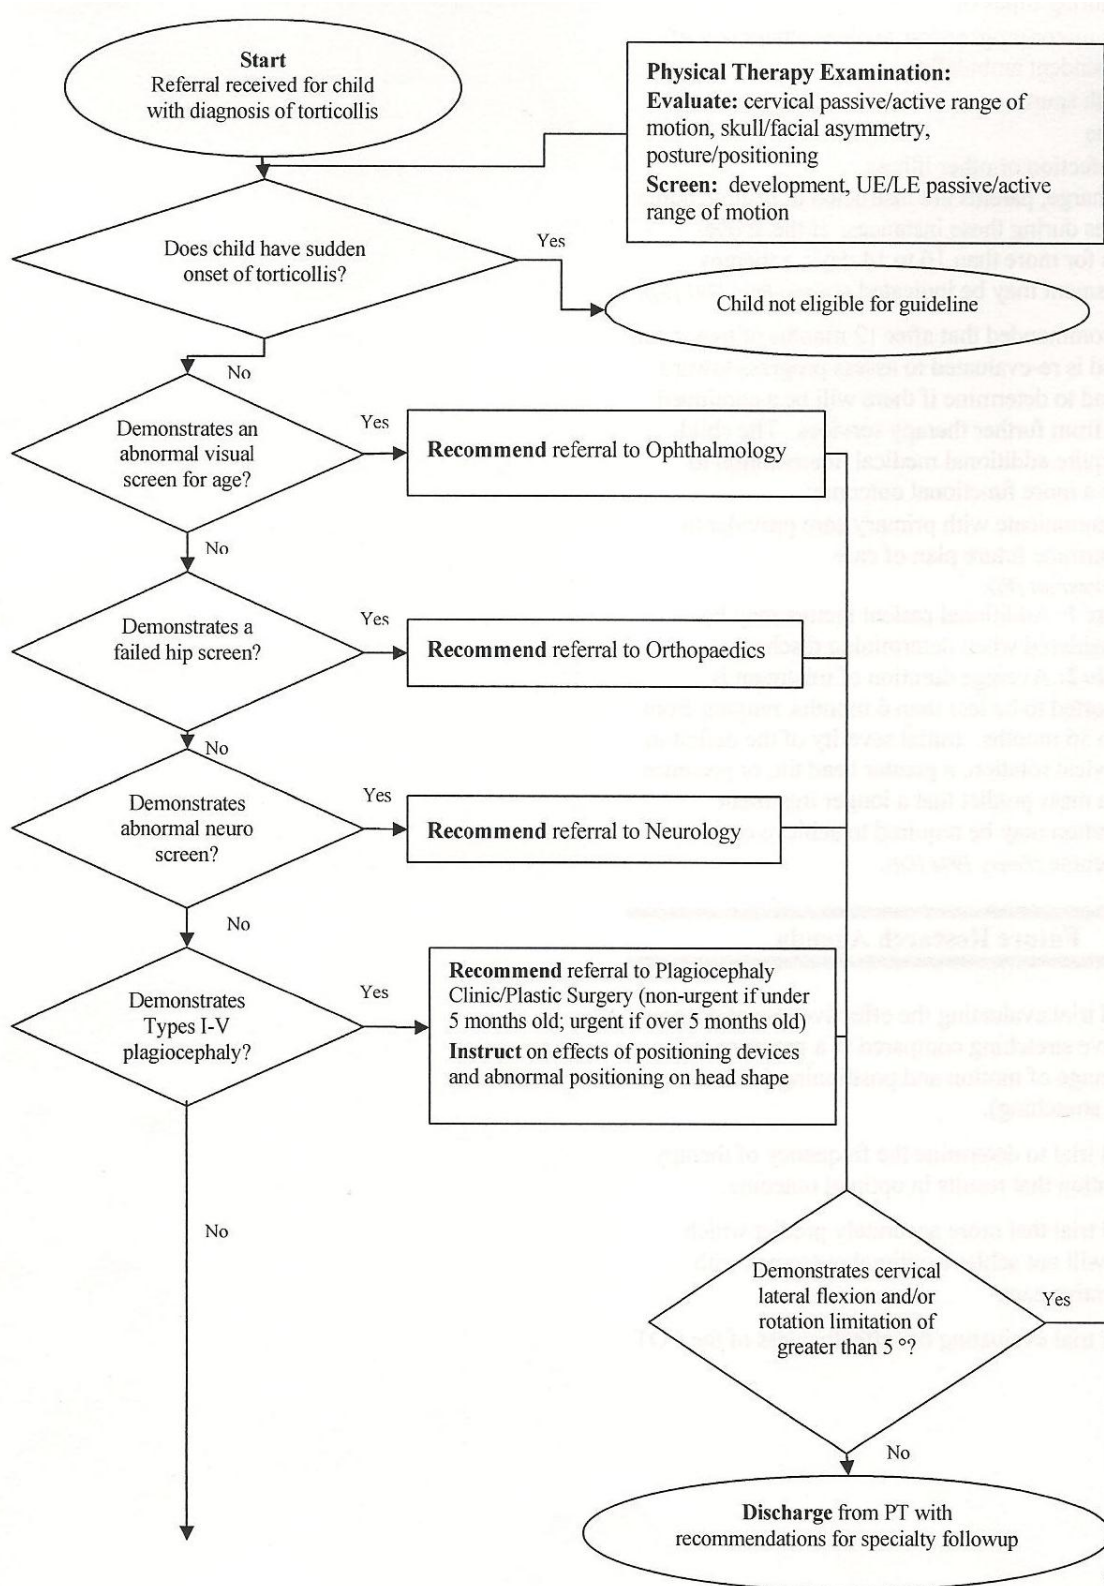 Start
Referral received for child
with diagnosis of torticollis
Physical Therapy Examination:
Evaluate: cervical passive/active range of
motion, skull/facial asymmetry,
posture/positioning
Screen: development, UE/LE passive/active
range of motion
Does child have sudden
onset of torticollis?
Yes
Child not eligible for guideline
No
Demonstrates an
abnormal visual
screen for age?
Yes
Recommend referral to Ophthalmology
No
Demonstrates a
failed hip screen?
Yes
Recommend referral to Orthopaedics
No
Demonstrates
abnormal neuro
screen?
Yes
Recommend referral to Neurology
No
Demonstrates
Types I-V
plagiocephaly?
Yes
Recommend referral to Plagiocephaly
Clinic/Plastic Surgery (non-urgent if under
5 months old; urgent if over 5 months old)
Instruct on effects of positioning devices
and abnormal positioning on head shape
No
Demonstrates cervical
lateral flexion and/or
rotation limitation of
greater than 5 °?
Yes
No
Discharge from PT with
recommendations for specialty followup